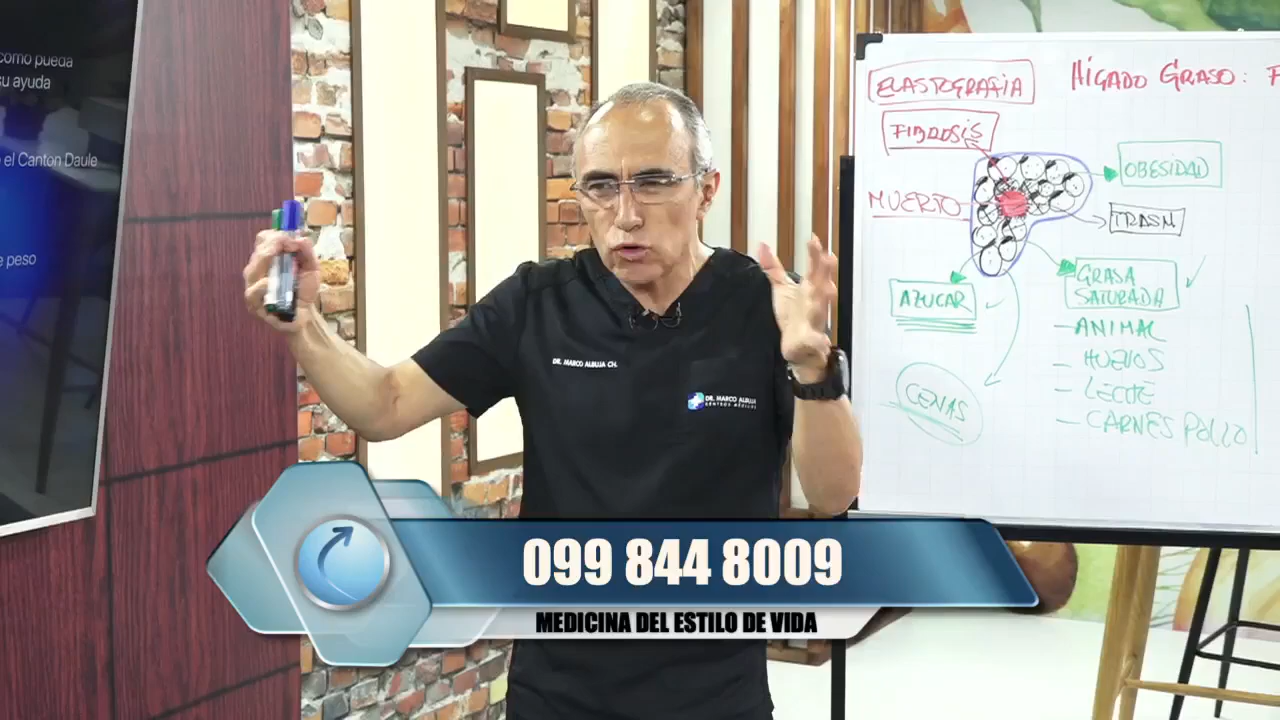 como pueda
su ayuda
el Canton Daule
peso
ELASTOGRAFIA
HIGADO GRASO: F
FIBROSIS
OBESIDAD
MUERTO
TRASN
AZUCAR
GRASA
SATURADA
- ANIMAL
- HUEVOS
- LECHE
- CARNES POLLO
CENAS
DR. MARCO ALBUJA CH.
DR. MARCO ALBUJA
CENTROS MÉDICOS
099 844 8009
MEDICINA DEL ESTILO DE VIDA